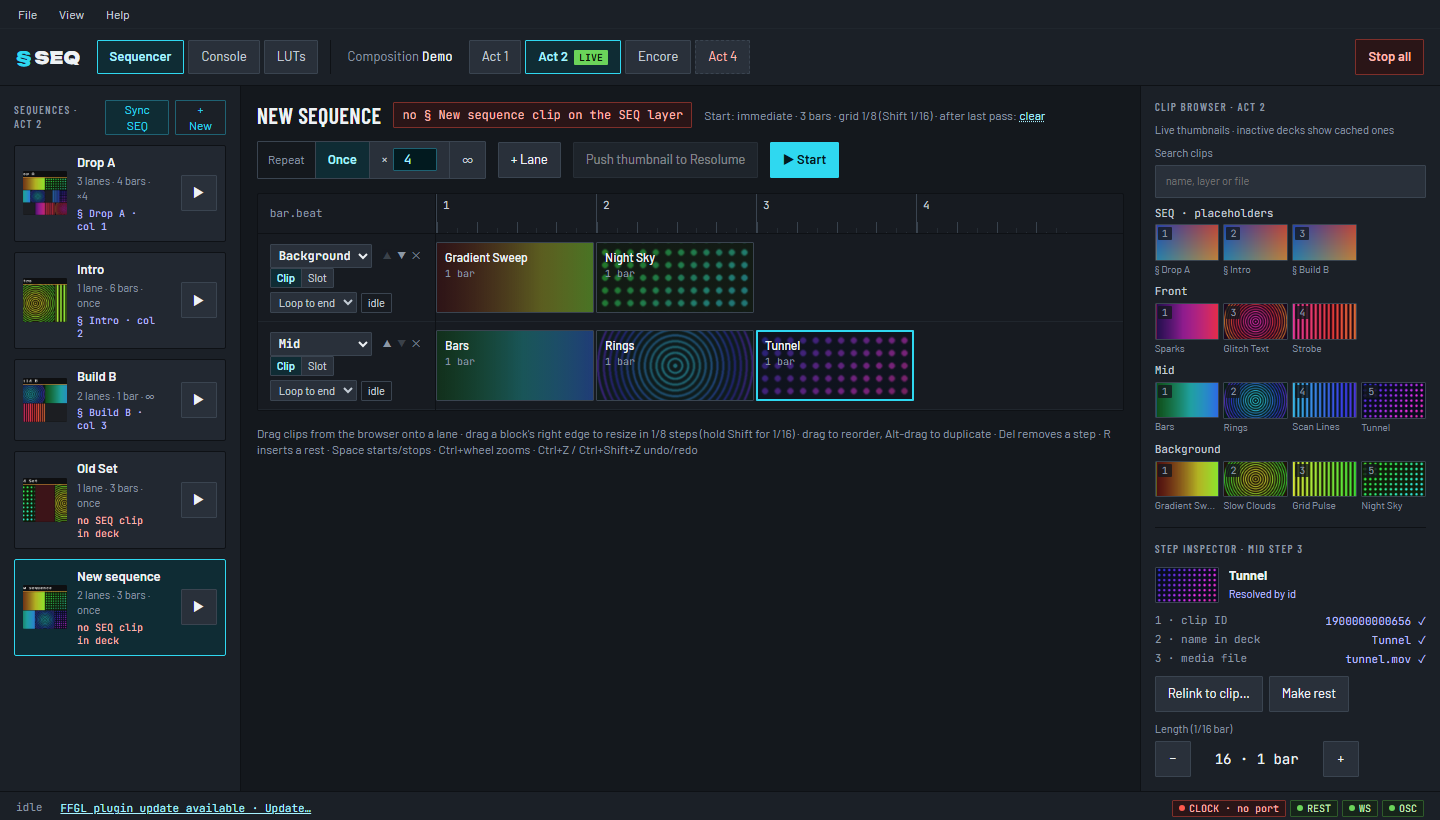 File View Help
§ SEQ Sequencer Console LUTs Composition Demo Act 1 Act 2 LIVE Encore Act 4 Stop all
SEQUENCES · ACT 2
Sync SEQ
+ New
Drop A
3 lanes · 4 bars · ×4
§ Drop A · col 1
Intro
1 lane · 6 bars · once
§ Intro · col 2
Build B
2 lanes · 1 bar · ∞
§ Build B · col 3
Old Set
1 lane · 3 bars · once
no SEQ clip in deck
New sequence
2 lanes · 3 bars · once
no SEQ clip in deck
NEW SEQUENCE no § New sequence clip on the SEQ layer Start: immediate · 3 bars · grid 1/8 (Shift 1/16) · after last pass: clear
Repeat Once × 4 ∞ + Lane Push thumbnail to Resolume ▶ Start
bar.beat 1 2 3 4
Background ▲ ▼ ✕
Clip Slot
Loop to end idle
Gradient Sweep
1 bar
Night Sky
1 bar
Mid ▲ ▼ ✕
Clip Slot
Loop to end idle
Bars
1 bar
Rings
1 bar
Tunnel
1 bar
Drag clips from the browser onto a lane · drag a block's right edge to resize in 1/8 steps (hold Shift for 1/16) · drag to reorder, Alt-drag to duplicate · Del removes a step · R
inserts a rest · Space starts/stops · Ctrl+wheel zooms · Ctrl+Z / Ctrl+Shift+Z undo/redo
CLIP BROWSER · ACT 2
Live thumbnails · inactive decks show cached ones
Search clips
name, layer or file
SEQ · placeholders
1 2 3
§ Drop A § Intro § Build B
Front
1 3 4
Sparks Glitch Text Strobe
Mid
1 2 4 5
Bars Rings Scan Lines Tunnel
Background
1 2 3 5
Gradient Sw... Slow Clouds Grid Pulse Night Sky
STEP INSPECTOR · MID STEP 3
Tunnel
Resolved by id
1 · clip ID 1900000000656 ✓
2 · name in deck Tunnel ✓
3 · media file tunnel.mov ✓
Relink to clip... Make rest
Length (1/16 bar)
− 16 · 1 bar +
idle FFGL plugin update available · Update… CLOCK · no port REST WS OSC